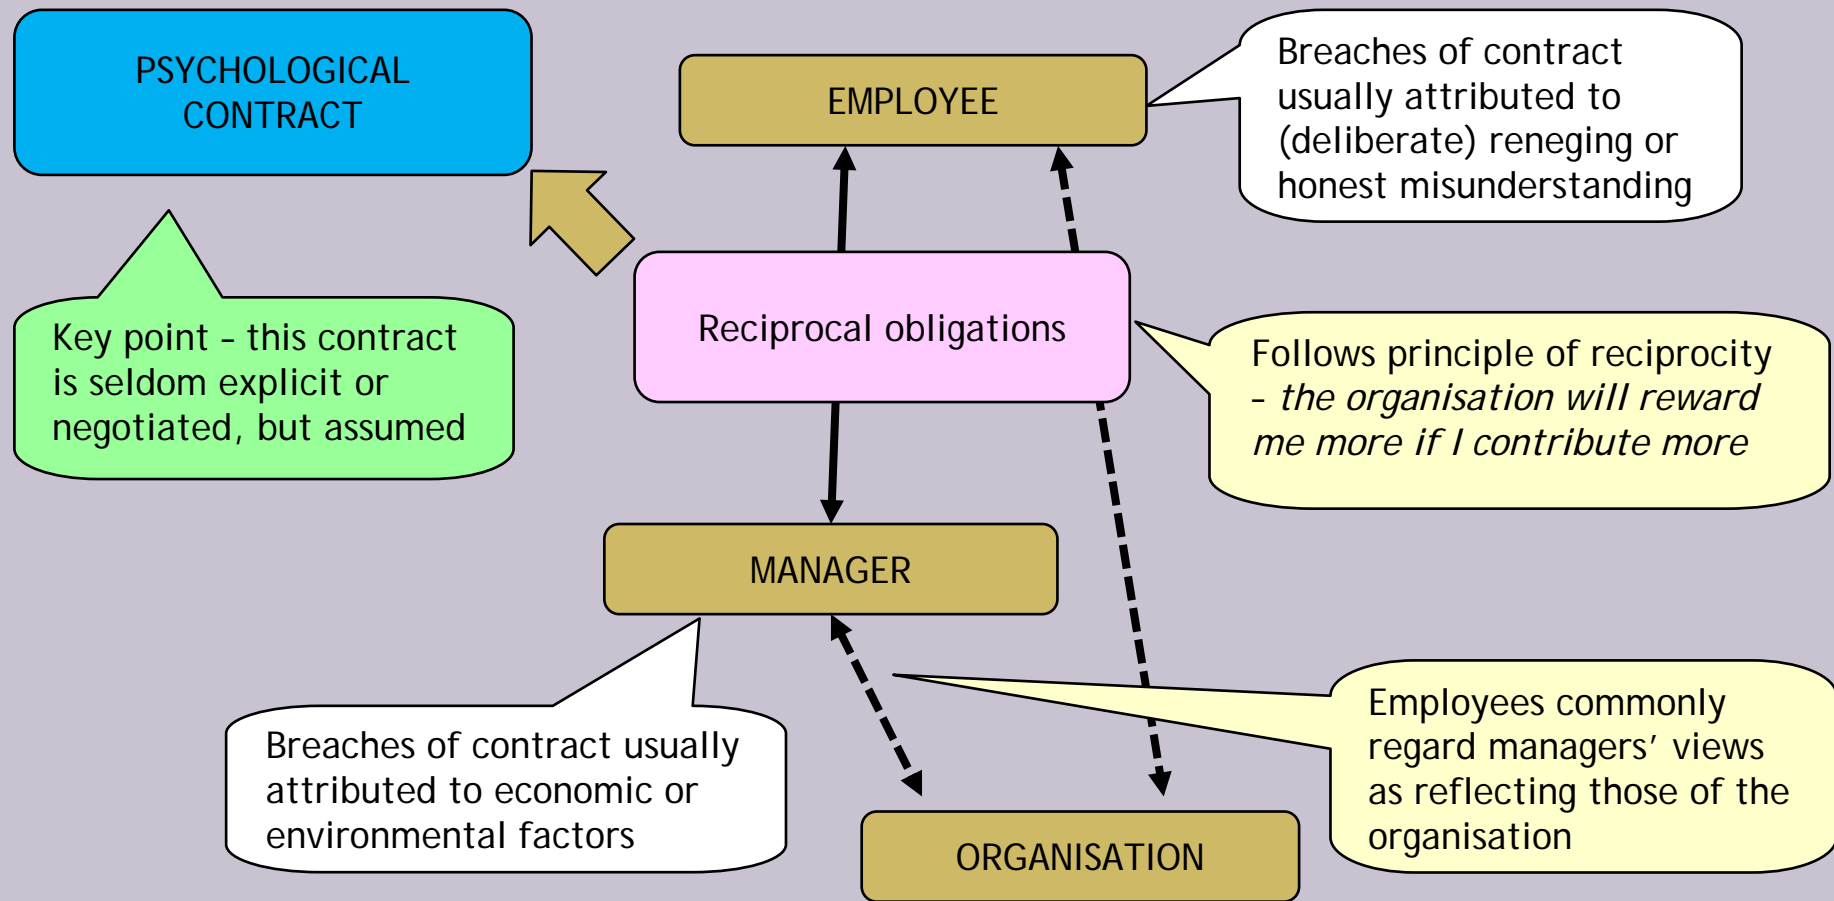 PSYCHOLOGICAL
CONTRACT
EMPLOYEE
Breaches of contract
usually attributed to
(deliberate) reneging or
honest misunderstanding
Key point – this contract
is seldom explicit or
negotiated, but assumed
Reciprocal obligations
Follows principle of reciprocity
– the organisation will reward
me more if I contribute more
MANAGER
Breaches of contract usually
attributed to economic or
environmental factors
Employees commonly
regard managers’ views
as reflecting those of the
organisation
ORGANISATION